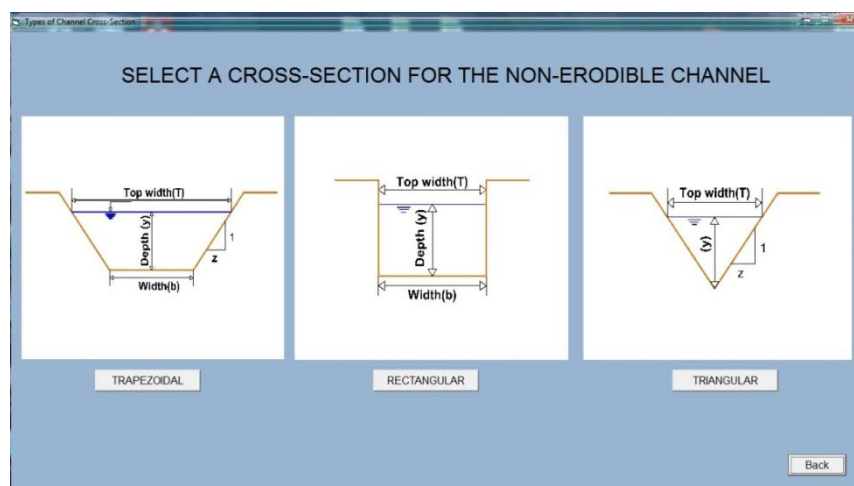 Types of Channel Cross-Section
SELECT A CROSS-SECTION FOR THE NON-ERODIBLE CHANNEL
Top width(T)
Depth (y)
1
z
Width(b)
TRAPEZOIDAL
Top width(T)
Depth (y)
Width(b)
RECTANGULAR
Top width(T)
(y)
1
z
TRIANGULAR
Back